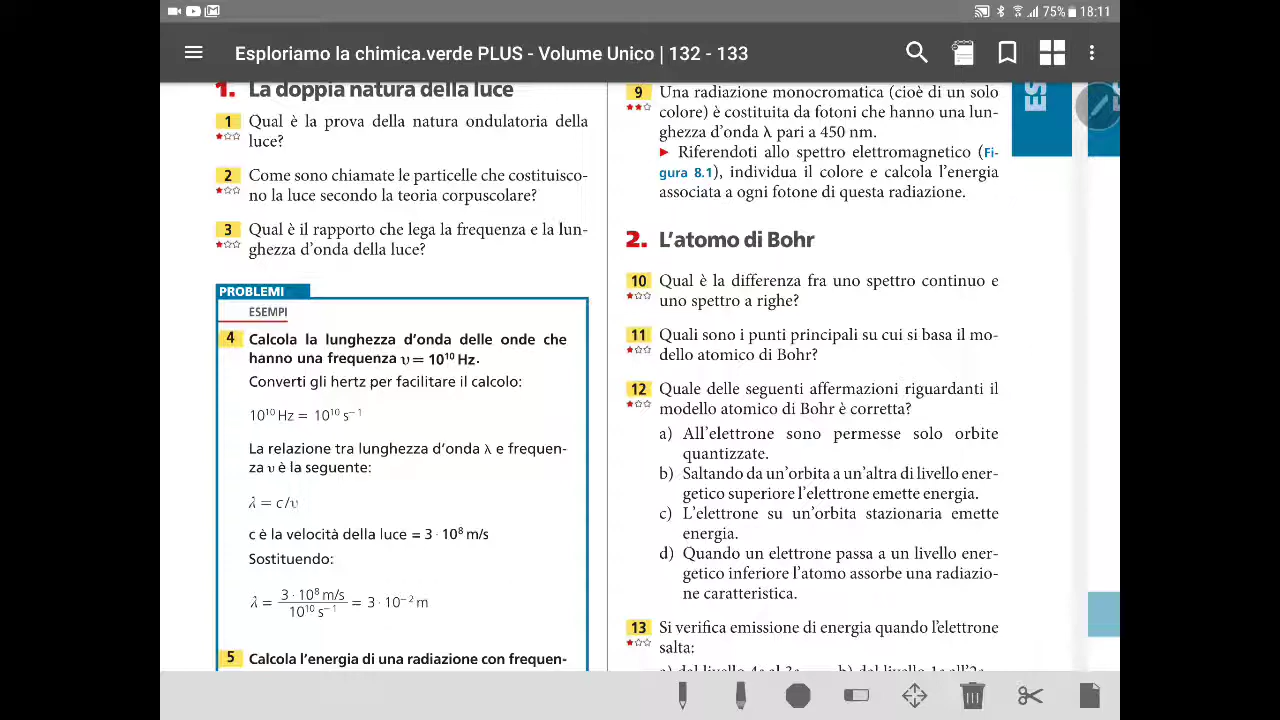 75% 18:11
Esploriamo la chimica.verde PLUS - Volume Unico | 132 - 133
1. La doppia natura della luce
1 Qual è la prova della natura ondulatoria della
luce?
2 Come sono chiamate le particelle che costituisco-
no la luce secondo la teoria corpuscolare?
3 Qual è il rapporto che lega la frequenza e la lun-
ghezza d'onda della luce?
PROBLEMI
ESEMPI
4 Calcola la lunghezza d'onda delle onde che
hanno una frequenza υ = 10¹⁰ Hz.
Converti gli hertz per facilitare il calcolo:
10¹⁰ Hz = 10¹⁰ s⁻¹
La relazione tra lunghezza d'onda λ e frequen-
za υ è la seguente:
λ = c/υ
c è la velocità della luce = 3 · 10⁸ m/s
Sostituendo:
λ = 3 · 10⁸ m/s / 10¹⁰ s⁻¹ = 3 · 10⁻² m
5 Calcola l'energia di una radiazione con frequen-
9 Una radiazione monocromatica (cioè di un solo
colore) è costituita da fotoni che hanno una lun-
ghezza d'onda λ pari a 450 nm.
► Riferendoti allo spettro elettromagnetico (Fi-
gura 8.1), individua il colore e calcola l'energia
associata a ogni fotone di questa radiazione.
2. L'atomo di Bohr
10 Qual è la differenza fra uno spettro continuo e
uno spettro a righe?
11 Quali sono i punti principali su cui si basa il mo-
dello atomico di Bohr?
12 Quale delle seguenti affermazioni riguardanti il
modello atomico di Bohr è corretta?
a) All'elettrone sono permesse solo orbite
quantizzate.
b) Saltando da un'orbita a un'altra di livello ener-
getico superiore l'elettrone emette energia.
c) L'elettrone su un'orbita stazionaria emette
energia.
d) Quando un elettrone passa a un livello ener-
getico inferiore l'atomo assorbe una radiazio-
ne caratteristica.
13 Si verifica emissione di energia quando l'elettrone
salta:
ES